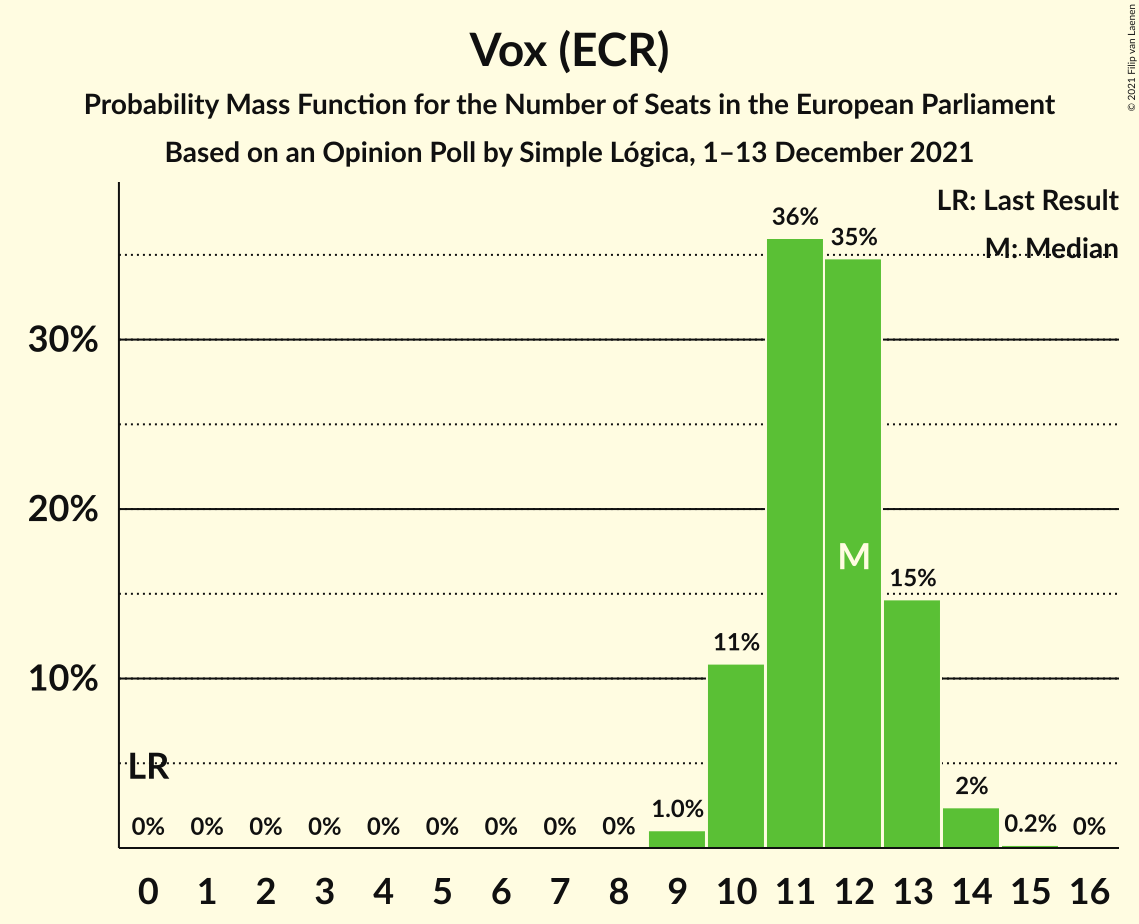 © 2021 Filip van Laenen
Vox (ECR)
Probability Mass Function for the Number of Seats in the European Parliament
Based on an Opinion Poll by Simple Lógica, 1–13 December 2021
LR: Last Result
M: Median
36%
35%
30%
20%
M
15%
11%
10%
LR
2%
1.0%
0.2%
0% 0% 0% 0% 0% 0% 0% 0% 0% 0%
0 1 2 3 4 5 6 7 8 9 10 11 12 13 14 15 16